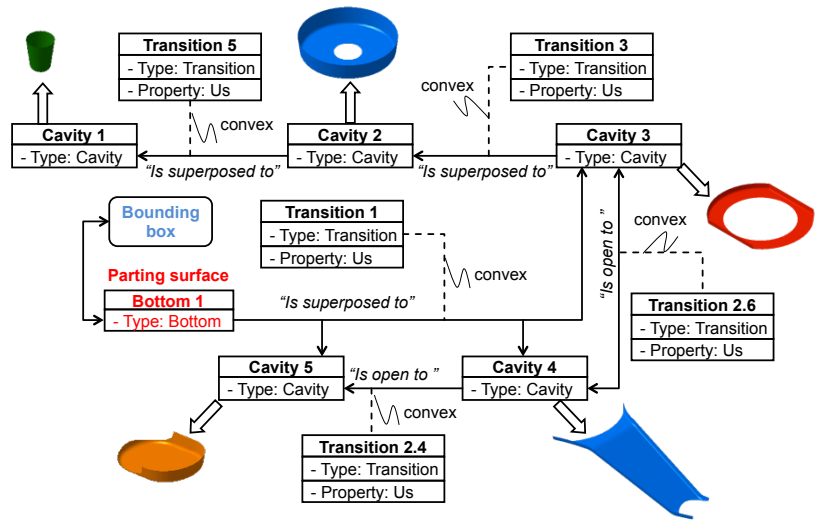 Transition 5
- Type: Transition
- Property: Us
convex
Transition 3
- Type: Transition
- Property: Us
convex
Cavity 1
- Type: Cavity
Cavity 2
- Type: Cavity
Cavity 3
- Type: Cavity
“Is superposed to”
“Is superposed to”
Bounding
box
Transition 1
- Type: Transition
- Property: Us
convex
“Is open to ”
convex
Parting surface
Bottom 1
- Type: Bottom
“Is superposed to”
Transition 2.6
- Type: Transition
- Property: Us
Cavity 5
- Type: Cavity
“Is open to ”
Cavity 4
- Type: Cavity
convex
Transition 2.4
- Type: Transition
- Property: Us